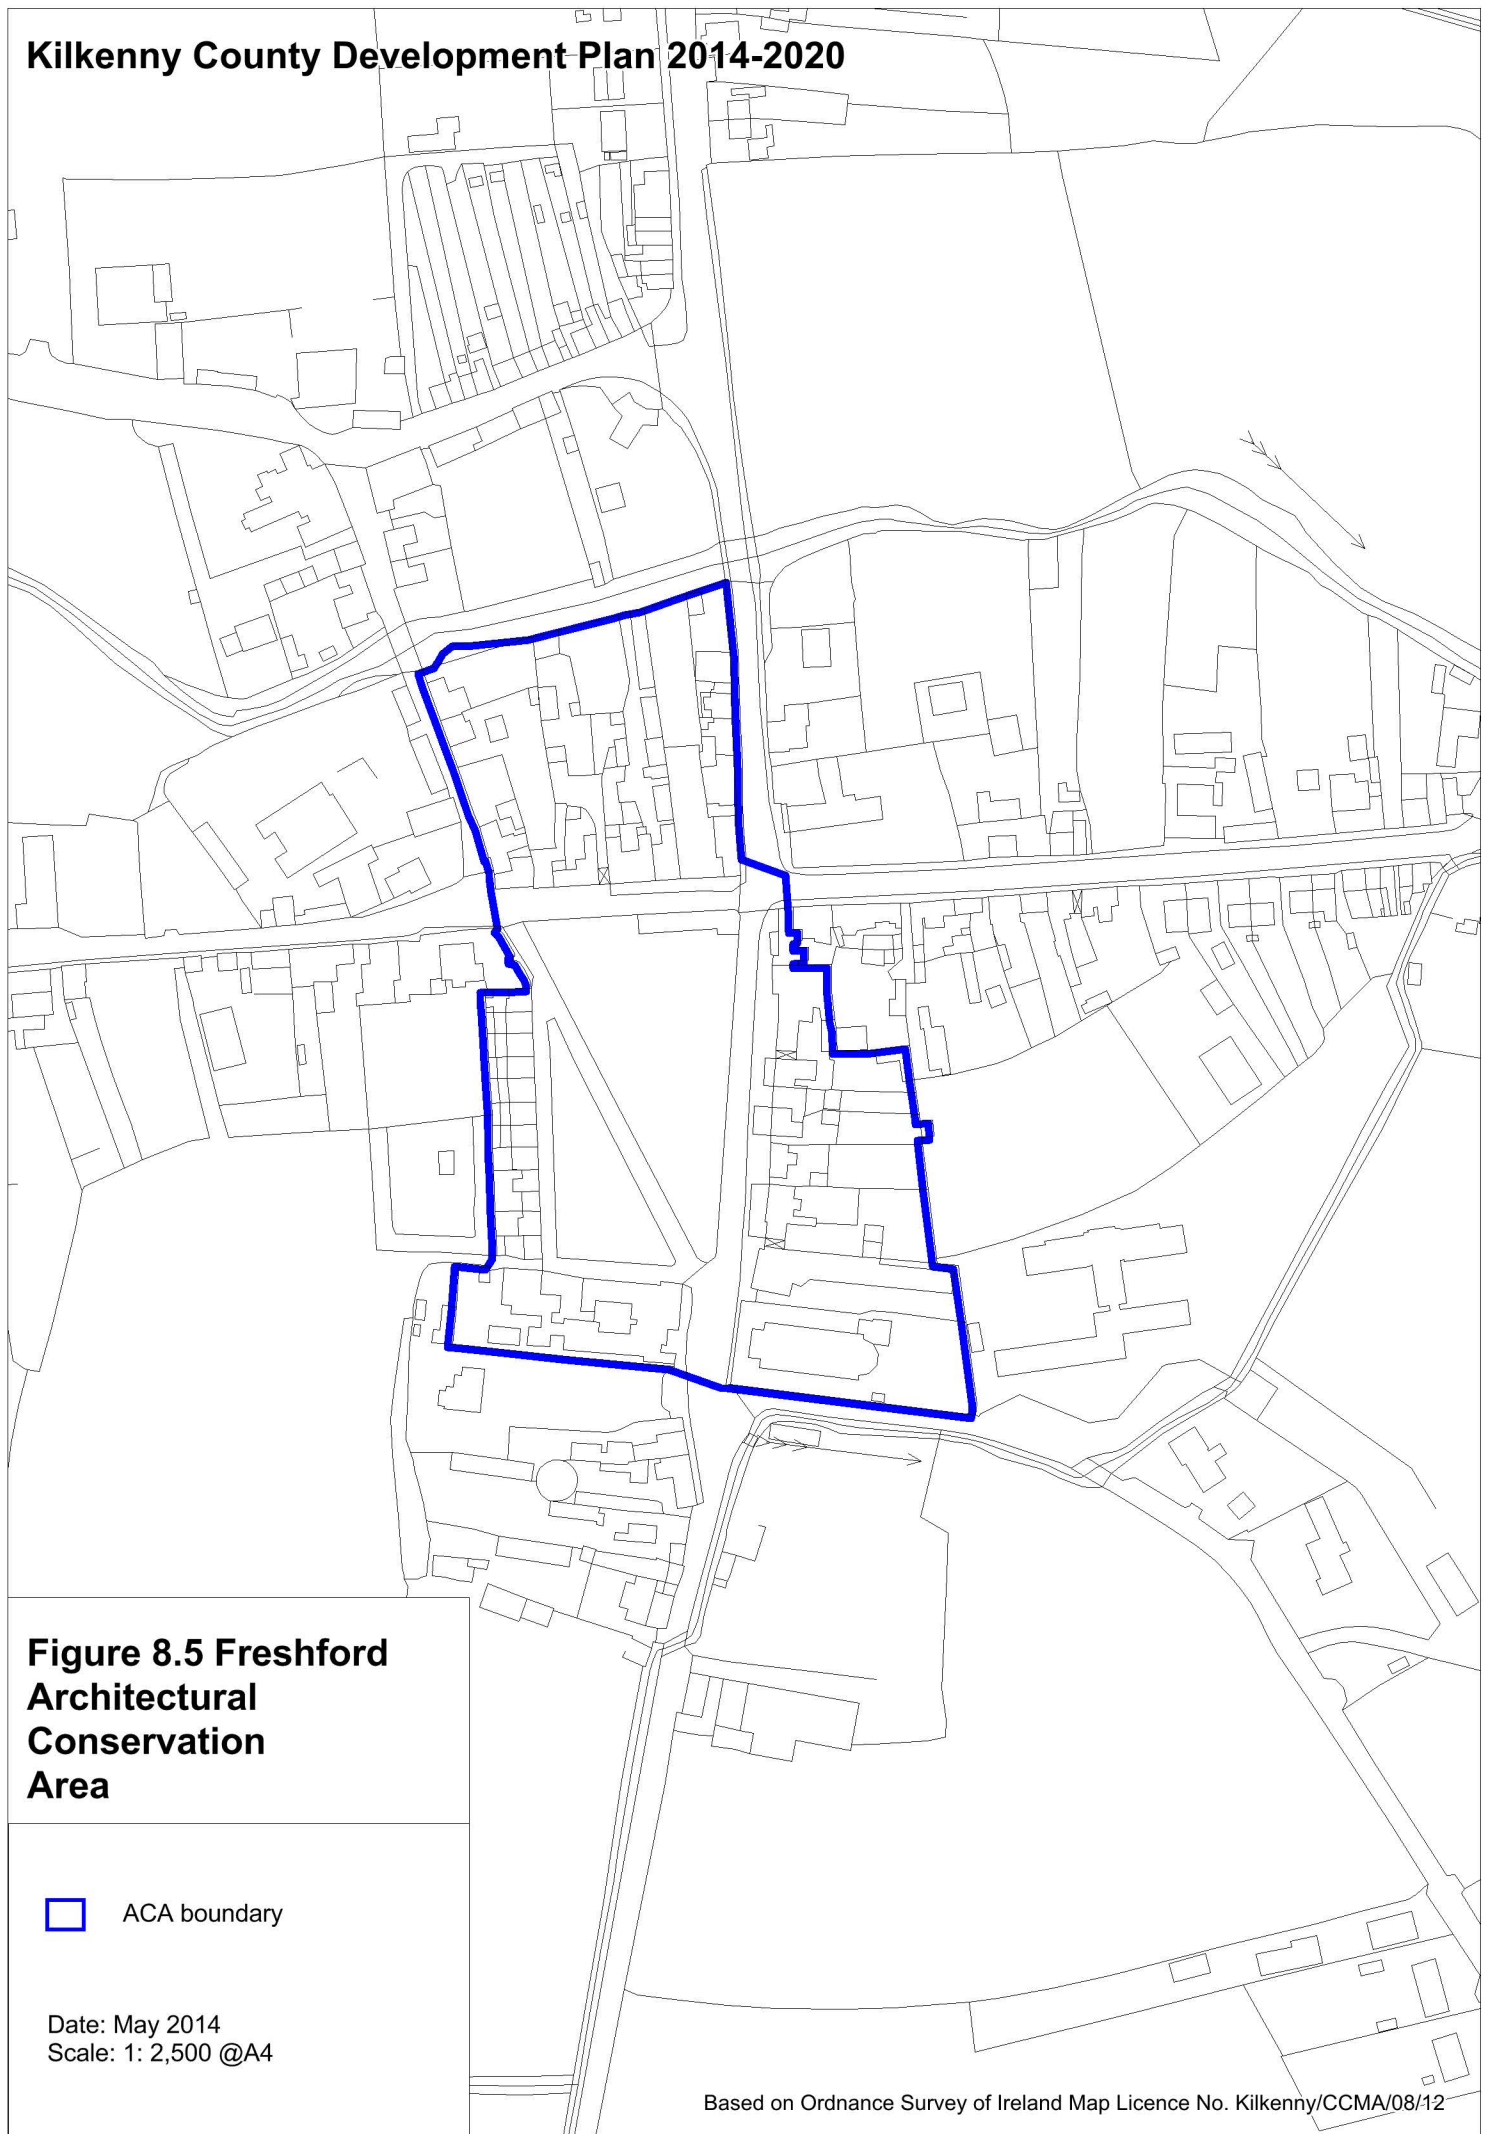 Kilkenny County Development Plan 2014-2020
Figure 8.5 Freshford
Architectural
Conservation
Area
ACA boundary
Date: May 2014
Scale: 1: 2,500 @A4
Based on Ordnance Survey of Ireland Map Licence No. Kilkenny/CCMA/08/12